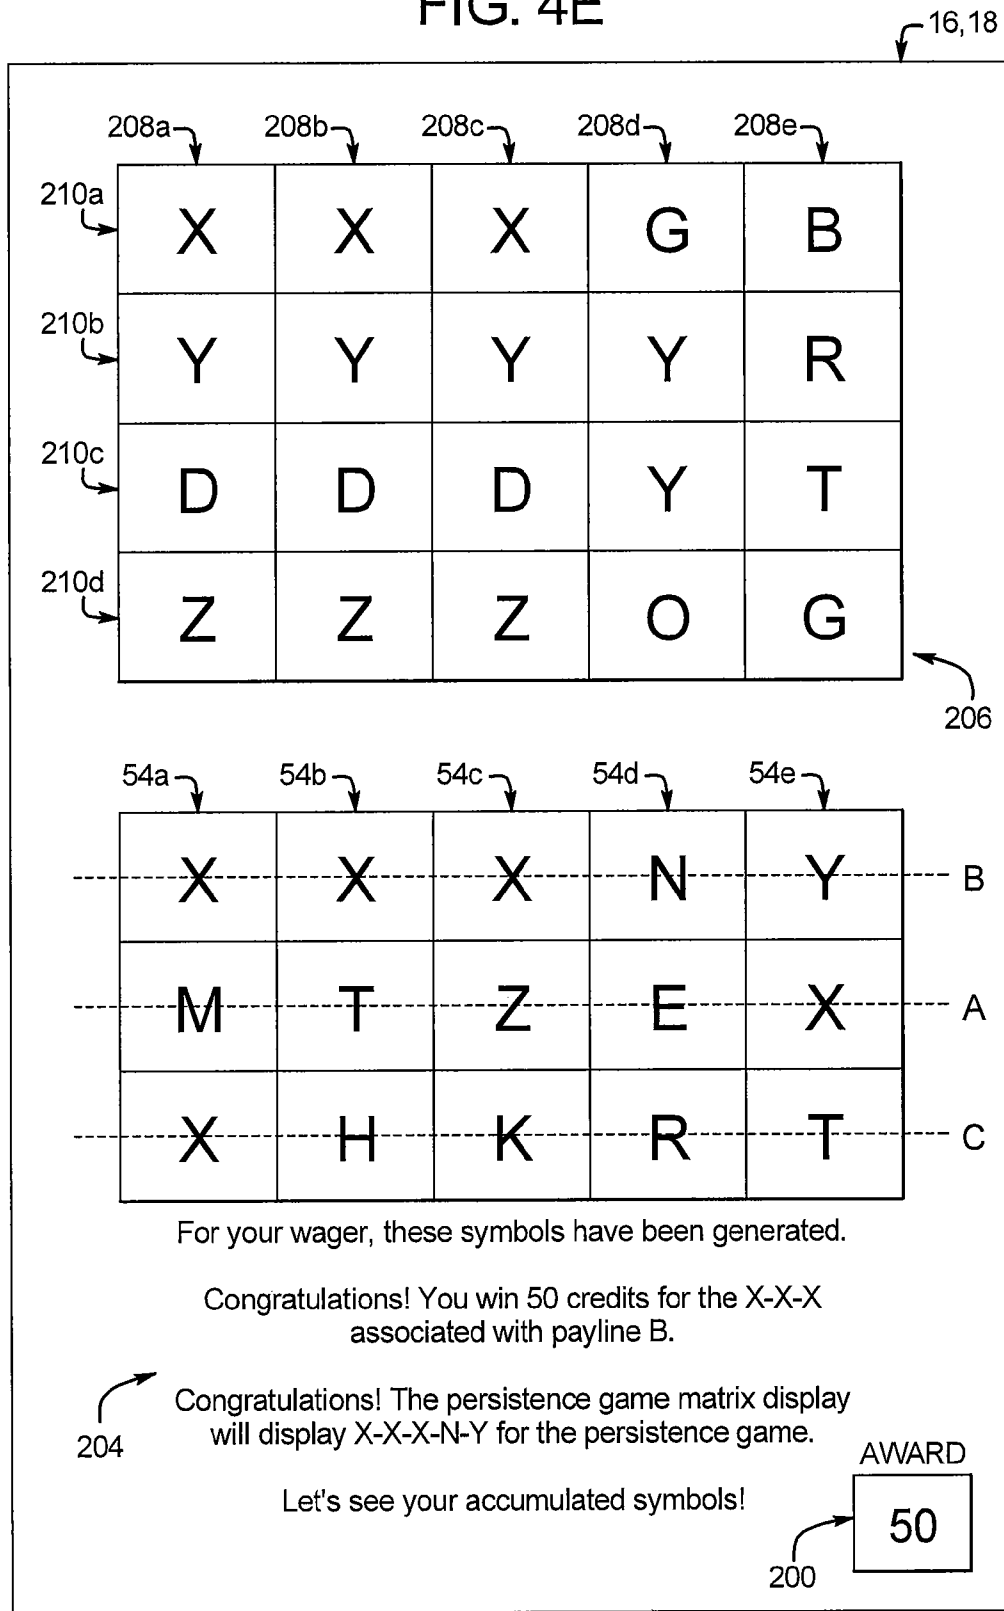 FIG. 4E
16,18
208a 208b 208c 208d 208e
210a X X X G B
210b Y Y Y Y R
210c D D D Y T
210d Z Z Z O G
206
54a 54b 54c 54d 54e
X X X N Y B
M T Z E X A
X H K R T C
For your wager, these symbols have been generated.
Congratulations! You win 50 credits for the X-X-X
associated with payline B.
Congratulations! The persistence game matrix display
will display X-X-X-N-Y for the persistence game.
204
Let's see your accumulated symbols!
AWARD
50
200